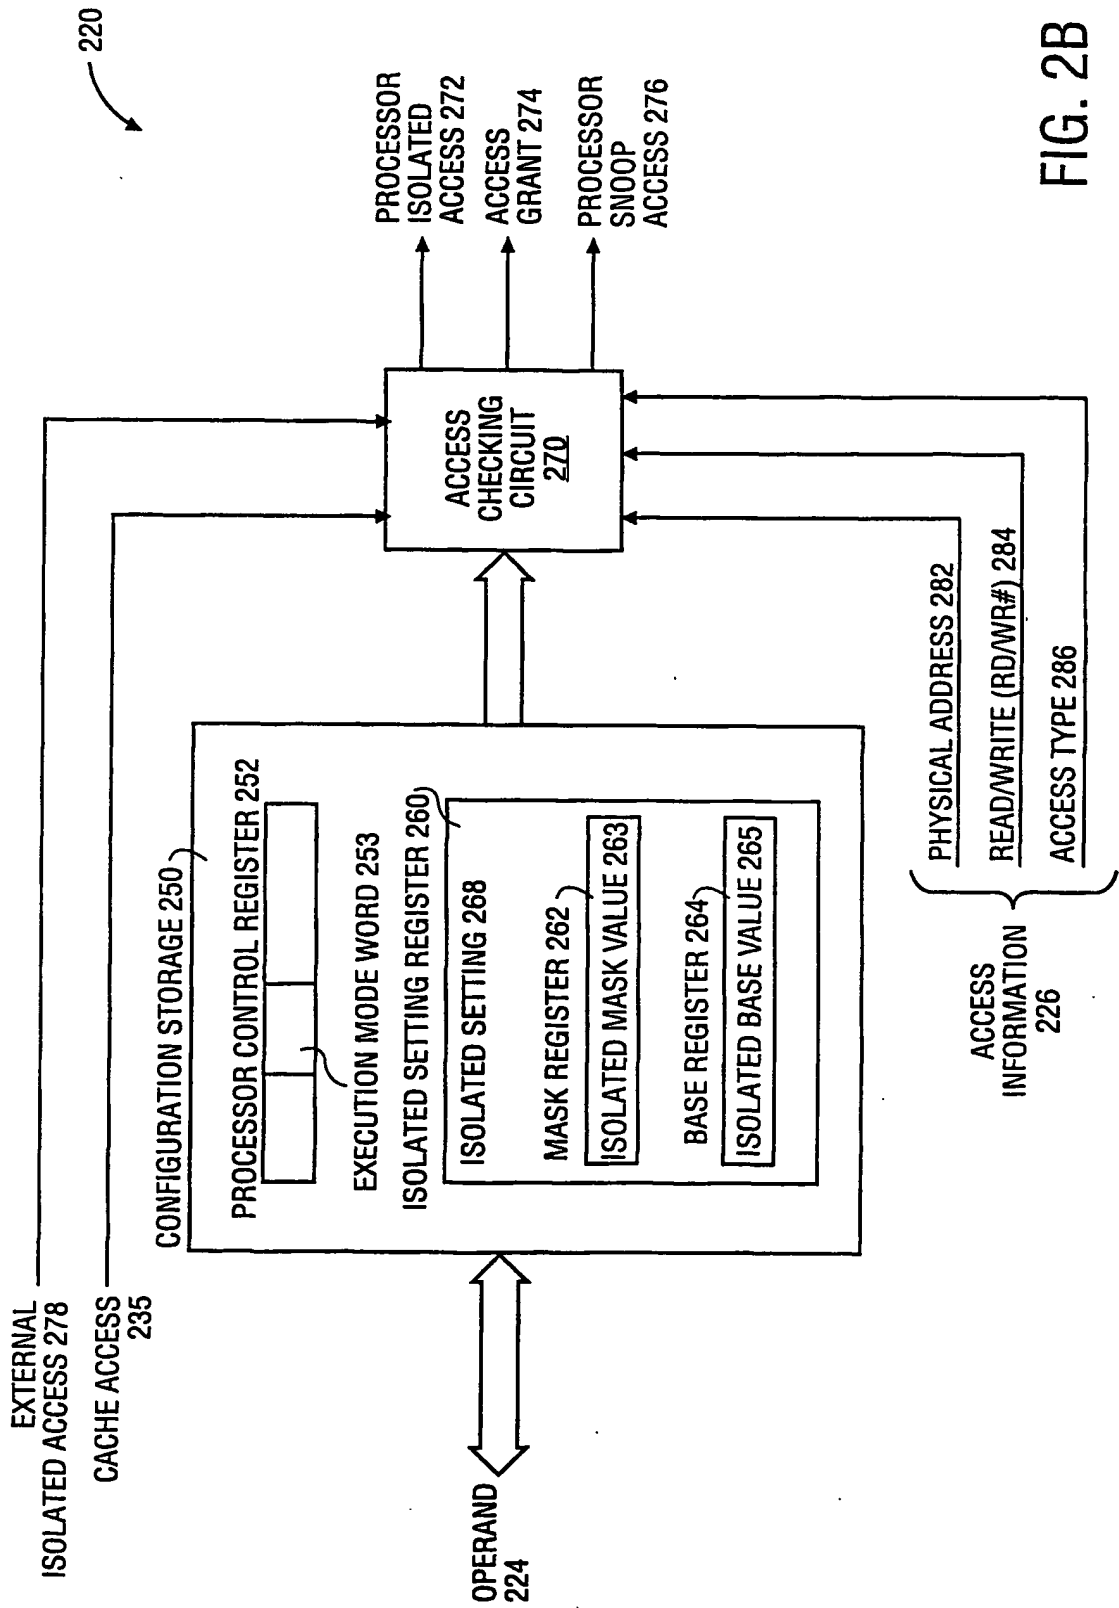 220
EXTERNAL
ISOLATED ACCESS 278
CACHE ACCESS
235
CONFIGURATION STORAGE 250
PROCESSOR CONTROL REGISTER 252
EXECUTION MODE WORD 253
ISOLATED SETTING REGISTER 260
ISOLATED SETTING 268
MASK REGISTER 262
ISOLATED MASK VALUE 263
BASE REGISTER 264
ISOLATED BASE VALUE 265
OPERAND
224
ACCESS
CHECKING
CIRCUIT
270
PROCESSOR
ISOLATED
ACCESS 272
ACCESS
GRANT 274
PROCESSOR
SNOOP
ACCESS 276
PHYSICAL ADDRESS 282
READ/WRITE (RD/WR#) 284
ACCESS TYPE 286
ACCESS
INFORMATION
226
FIG. 2B